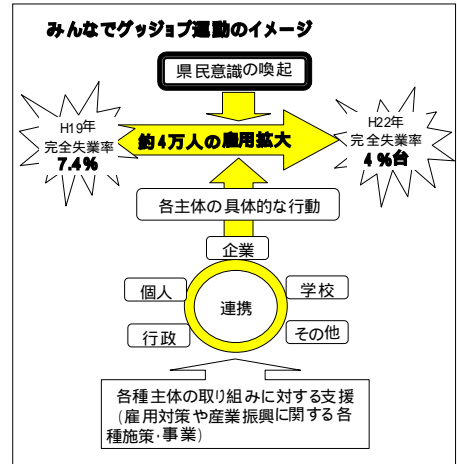 みんなでグッジョブ運動のイメージ
県民意識の喚起
H19年
完全失業率
7.4%
約4万人の雇用拡大
H22年
完全失業率
4%台
各主体の具体的な行動
企業
個人
学校
連携
行政
その他
各種主体の取り組みに対する支援
(雇用対策や産業振興に関する各
種施策・事業)